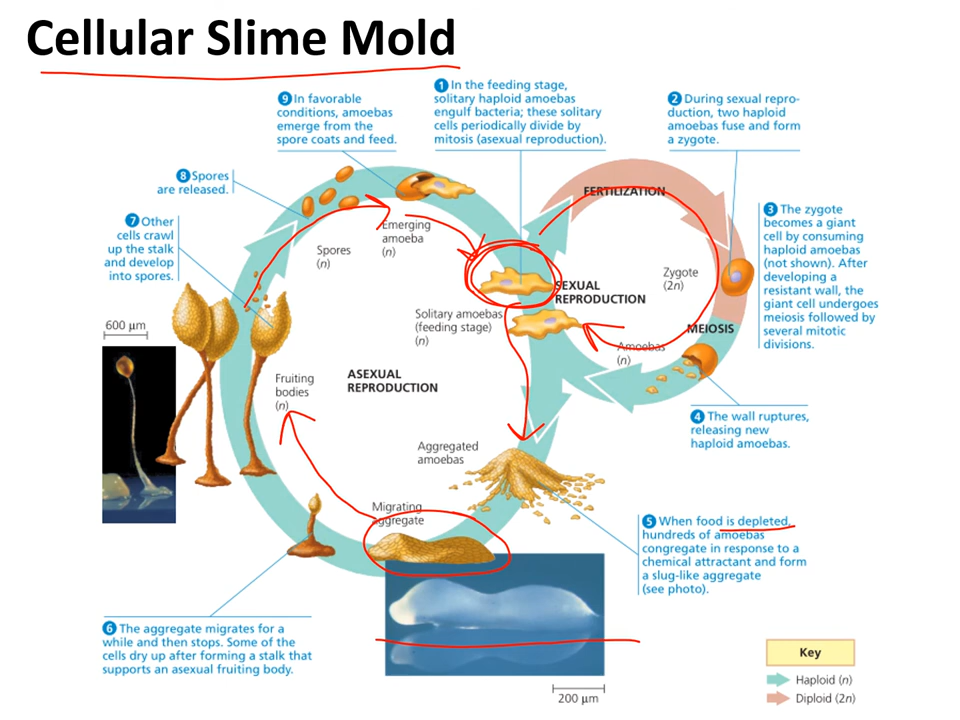 Cellular Slime Mold
9 In favorable
conditions, amoebas
emerge from the
spore coats and feed.
1 In the feeding stage,
solitary haploid amoebas
engulf bacteria; these solitary
cells periodically divide by
mitosis (asexual reproduction).
2 During sexual repro-
duction, two haploid
amoebas fuse and form
a zygote.
8 Spores
are released.
7 Other
cells crawl
up the stalk
and develop
into spores.
FERTILIZATION
3 The zygote
becomes a giant
cell by consuming
haploid amoebas
(not shown). After
developing a
resistant wall, the
giant cell undergoes
meiosis followed by
several mitotic
divisions.
Spores
(n)
Emerging
amoeba
(n)
Zygote
(2n)
SEXUAL
REPRODUCTION
Solitary amoebas
(feeding stage)
(n)
MEIOSIS
Amoebas
(n)
600 µm
Fruiting
bodies
(n)
ASEXUAL
REPRODUCTION
4 The wall ruptures,
releasing new
haploid amoebas.
Aggregated
amoebas
Migrating
aggregate
5 When food is depleted,
hundreds of amoebas
congregate in response to a
chemical attractant and form
a slug-like aggregate
(see photo).
6 The aggregate migrates for a
while and then stops. Some of the
cells dry up after forming a stalk that
supports an asexual fruiting body.
200 µm
Key
Haploid (n)
Diploid (2n)